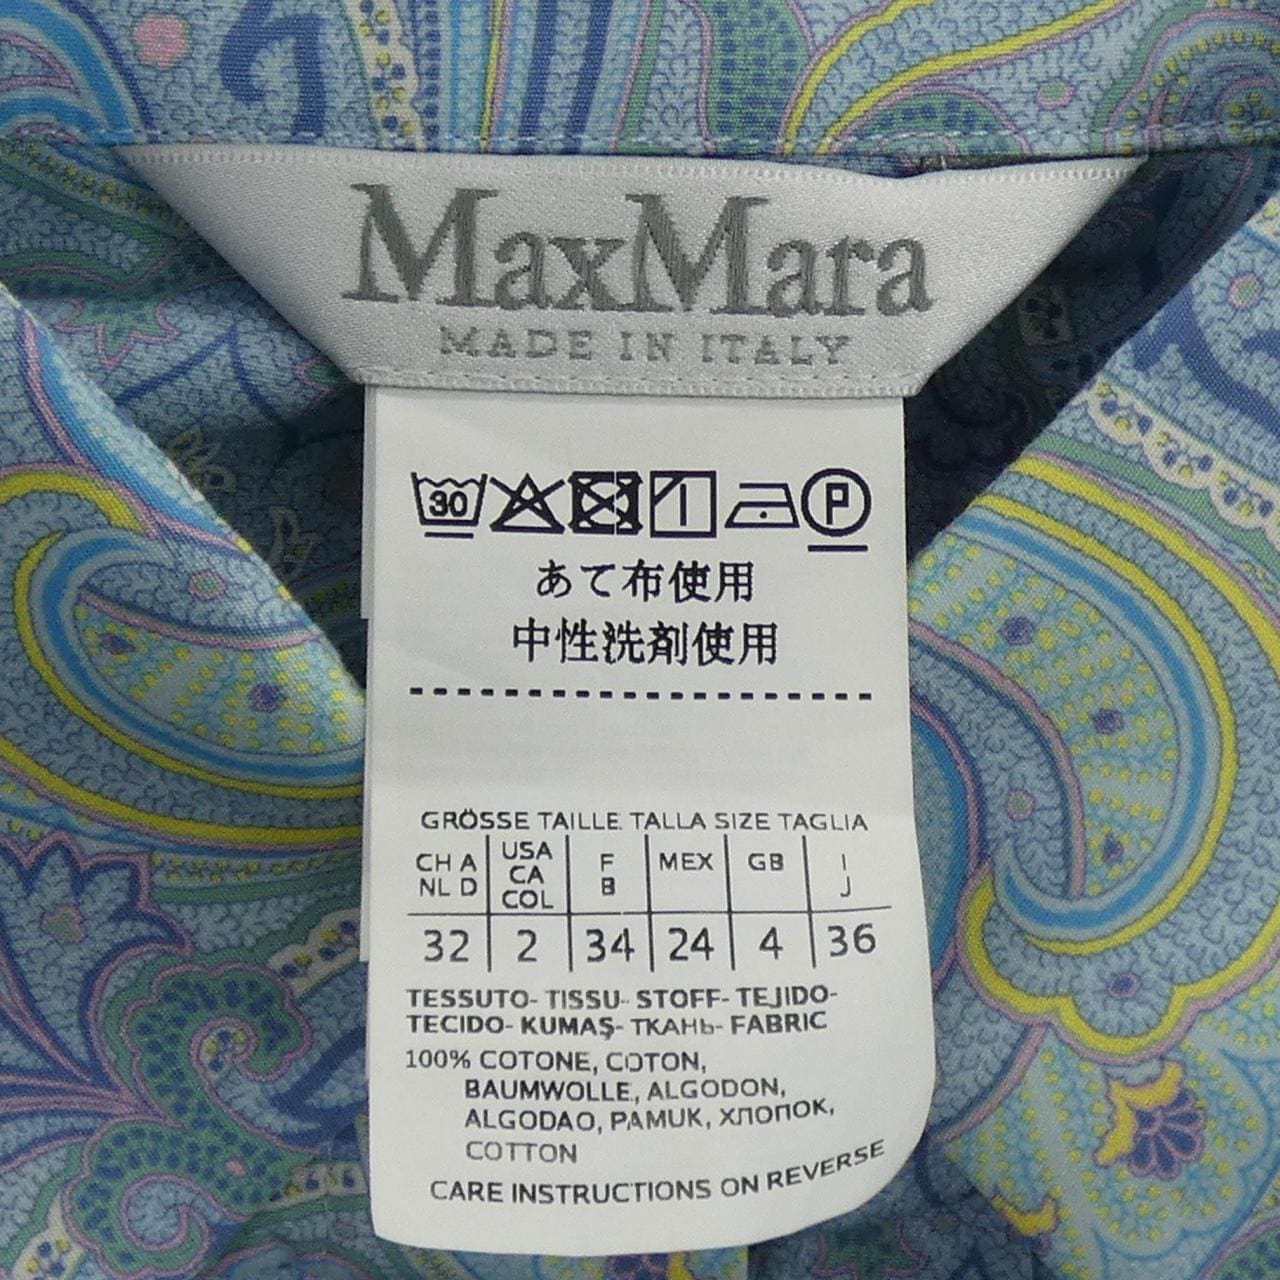 MaxMara
MADE IN ITALY
30 P
あて布使用
中性洗剤使用
GRÖSSE TAILLE TALLA SIZE TAGLIA
CH A NL D USA CA COL F B MEX GB I J
32 2 34 24 4 36
TESSUTO- TISSU- STOFF- TEJIDO-
TECIDO- KUMAŞ- ТКАНЬ- FABRIC
100% COTONE, COTON,
BAUMWOLLE, ALGODON,
ALGODAO, PAMUK, ХЛОПОК,
COTTON
CARE INSTRUCTIONS ON REVERSE